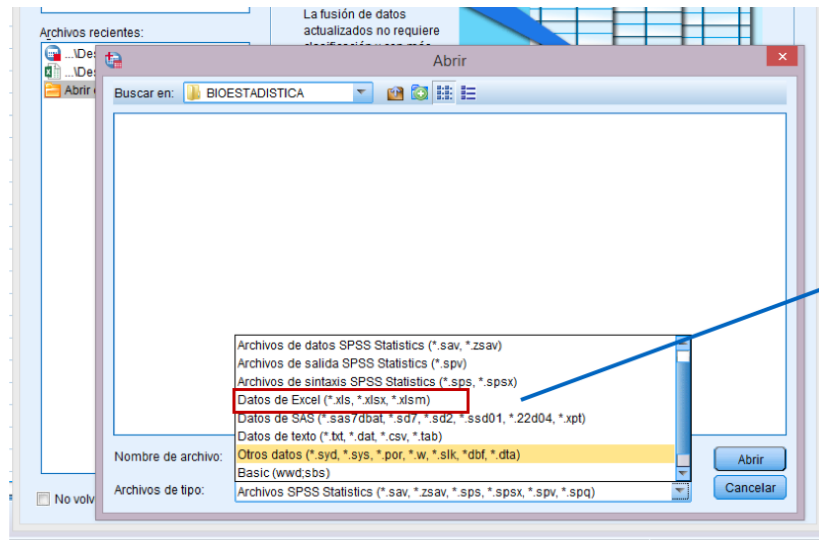 La fusión de datos
actualizados no requiere
Archivos recientes:
Abrir
Buscar en: BIOESTADISTICA
Archivos de datos SPSS Statistics (*.sav, *.zsav)
Archivos de salida SPSS Statistics (*.spv)
Archivos de sintaxis SPSS Statistics (*.sps, *.spsx)
Datos de Excel (*.xls, *.xlsx, *.xlsm)
Datos de SAS (*.sas7dbat, *.sd7, *.sd2, *.ssd01, *.22d04, *.xpt)
Datos de texto (*.txt, *.dat, *.csv, *.tab)
Otros datos (*.syd, *.sys, *.por, *.w, *.slk, *dbf, *.dta)
Basic (wwd;sbs)
Nombre de archivo:
Abrir
Archivos de tipo: Archivos SPSS Statistics (*.sav, *.zsav, *.sps, *.spsx, *.spv, *.spq)
Cancelar
...\De
...\De
Abrir
No volv